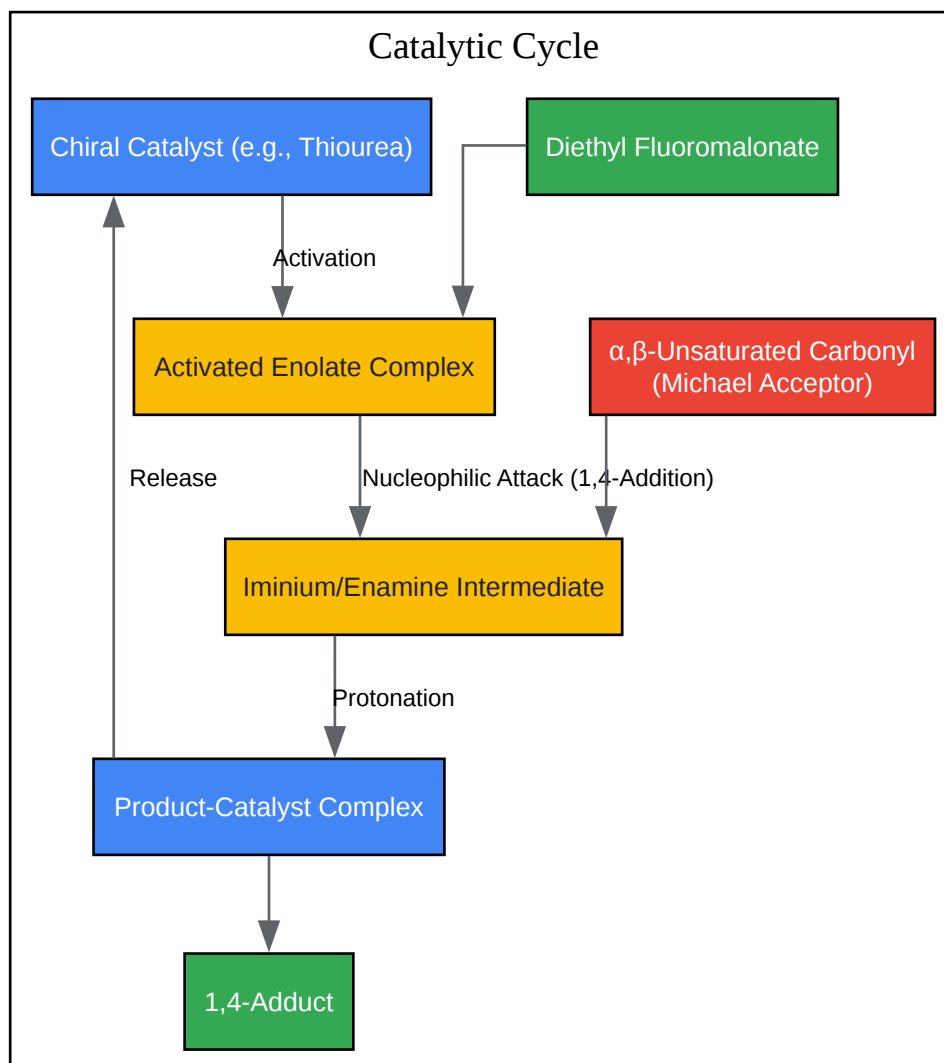 Catalytic Cycle
Chiral Catalyst (e.g., Thiourea)
Diethyl Fluoromalonate
Activation
Activated Enolate Complex
α,β-Unsaturated Carbonyl
(Michael Acceptor)
Release
Nucleophilic Attack (1,4-Addition)
Iminium/Enamine Intermediate
Protonation
Product-Catalyst Complex
1,4-Adduct